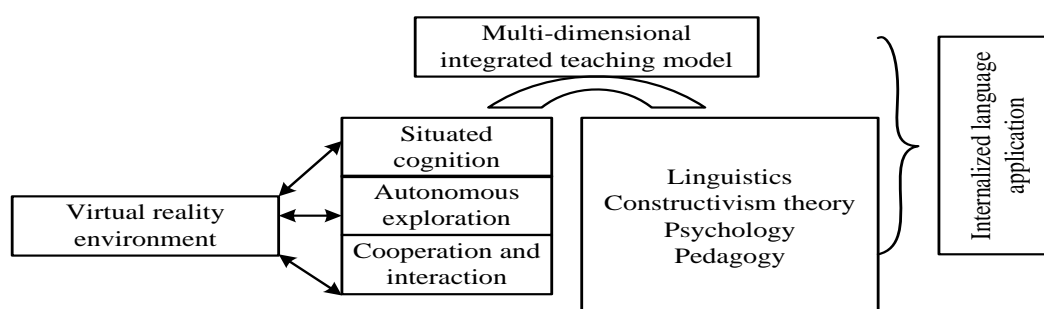 Multi-dimensional
integrated teaching model
Situated
cognition
Autonomous
exploration
Cooperation and
interaction
Virtual reality
environment
Linguistics
Constructivism theory
Psychology
Pedagogy
Internalized language
application